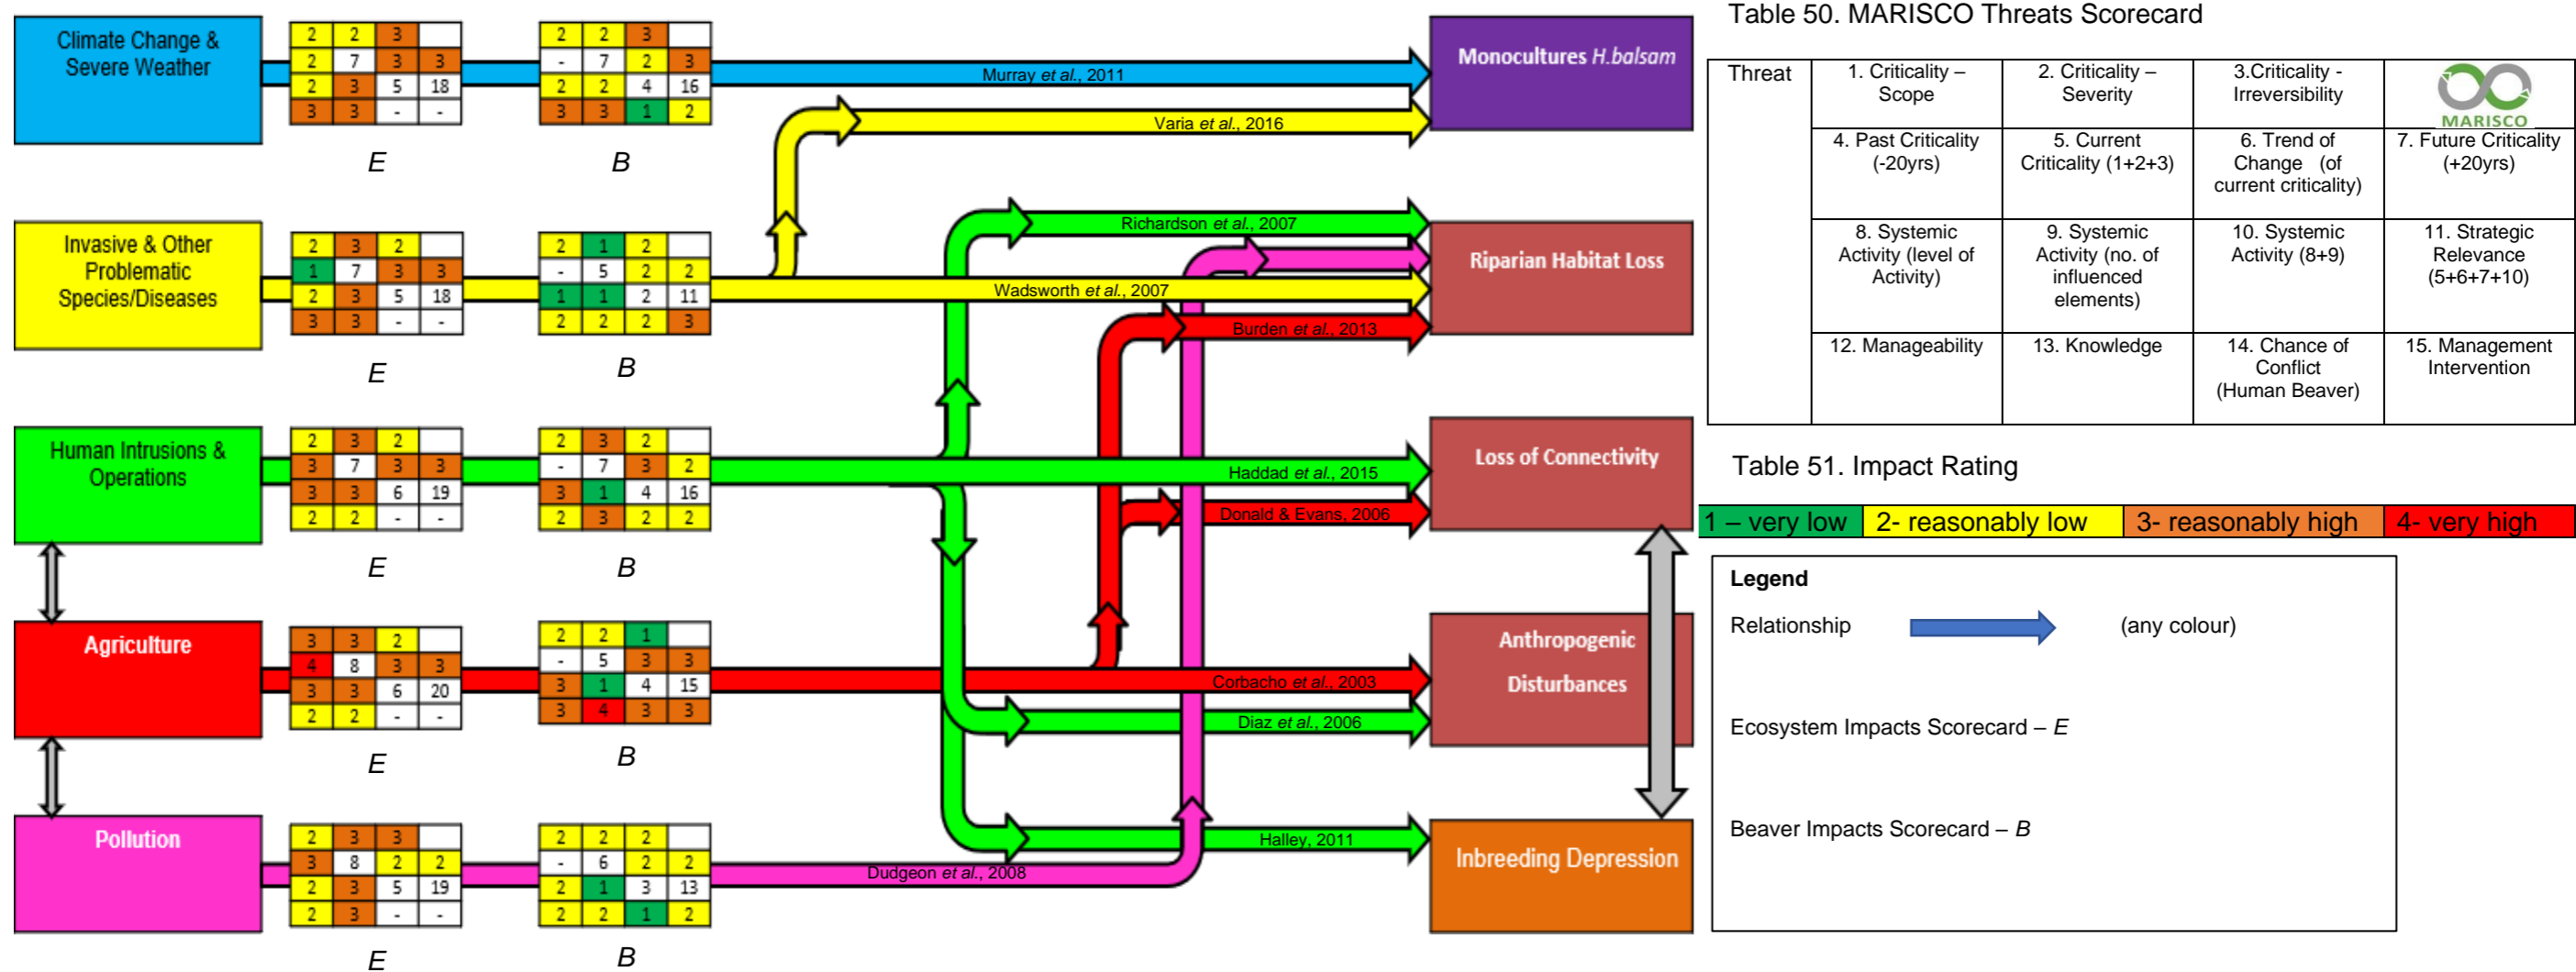 Climate Change &
Severe Weather
2 2 3
2 7 3 3
2 3 5 18
3 3 - -
E
2 2 3
- 7 2 3
2 2 4 16
3 3 1 2
B
Murray et al., 2011
Varia et al., 2016
Monocultures H.balsam
Invasive & Other
Problematic
Species/Diseases
2 3 2
1 7 3 3
2 3 5 18
3 3 - -
E
2 1 2
- 5 2 2
1 1 2 11
2 2 2 3
B
Richardson et al., 2007
Wadsworth et al., 2007
Burden et al., 2013
Riparian Habitat Loss
Human Intrusions &
Operations
2 3 2
3 7 3 3
3 3 6 19
2 2 - -
E
2 3 2
- 7 3 2
3 1 4 16
2 3 2 2
B
Haddad et al., 2015
Donald & Evans, 2006
Loss of Connectivity
Agriculture
3 3 2
4 8 3 3
3 3 6 20
2 2 - -
E
2 2 1
- 5 3 3
3 1 4 15
3 4 3 3
B
Corbacho et al., 2003
Diaz et al., 2006
Anthropogenic
Disturbances
Pollution
2 3 3
3 8 2 2
2 3 5 19
2 3 - -
E
2 2 2
- 6 2 2
2 1 3 13
2 2 1 2
B
Halley, 2011
Dudgeon et al., 2008
Inbreeding Depression
Table 50. MARISCO Threats Scorecard
Threat
1. Criticality –
Scope
2. Criticality –
Severity
3.Criticality -
Irreversibility
MARISCO
4. Past Criticality
(-20yrs)
5. Current
Criticality (1+2+3)
6. Trend of
Change (of
current criticality)
7. Future Criticality
(+20yrs)
8. Systemic
Activity (level of
Activity)
9. Systemic
Activity (no. of
influenced
elements)
10. Systemic
Activity (8+9)
11. Strategic
Relevance
(5+6+7+10)
12. Manageability
13. Knowledge
14. Chance of
Conflict
(Human Beaver)
15. Management
Intervention
Table 51. Impact Rating
1 – very low 2- reasonably low 3- reasonably high 4- very high
Legend
Relationship (any colour)
Ecosystem Impacts Scorecard – E
Beaver Impacts Scorecard – B